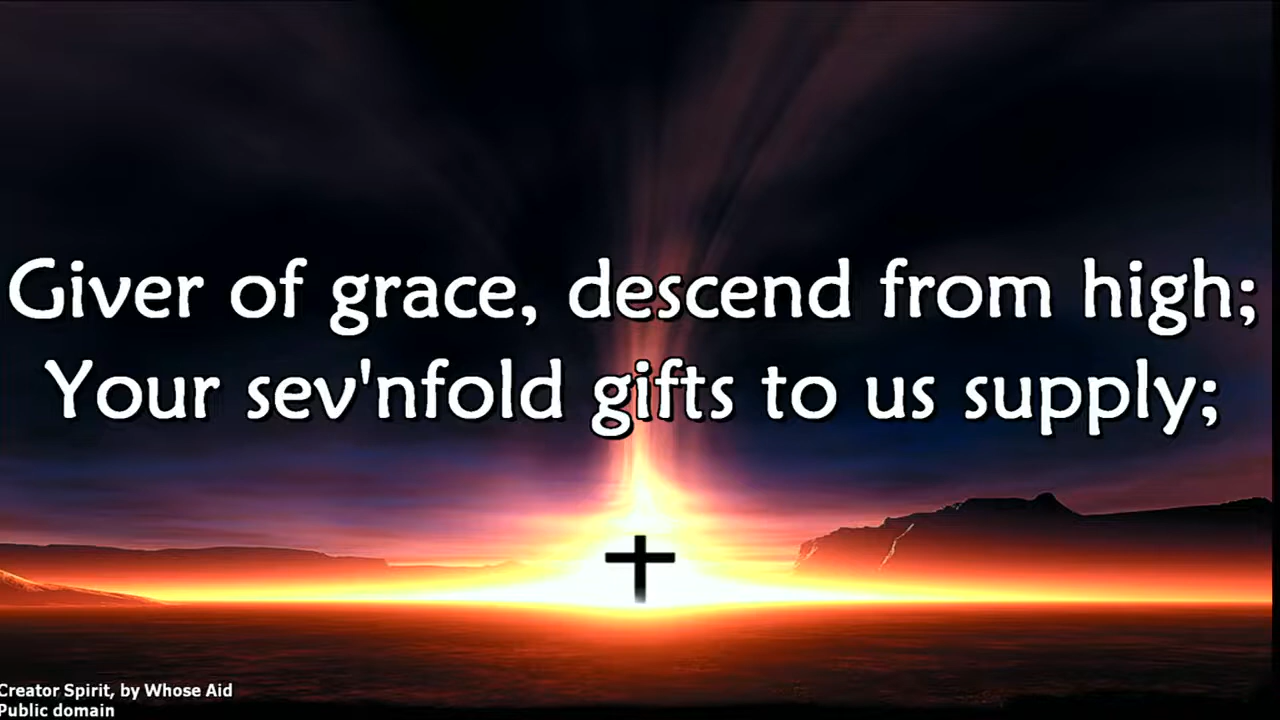 Giver of grace, descend from high;
Your sev'nfold gifts to us supply;
Creator Spirit, by Whose Aid
Public domain